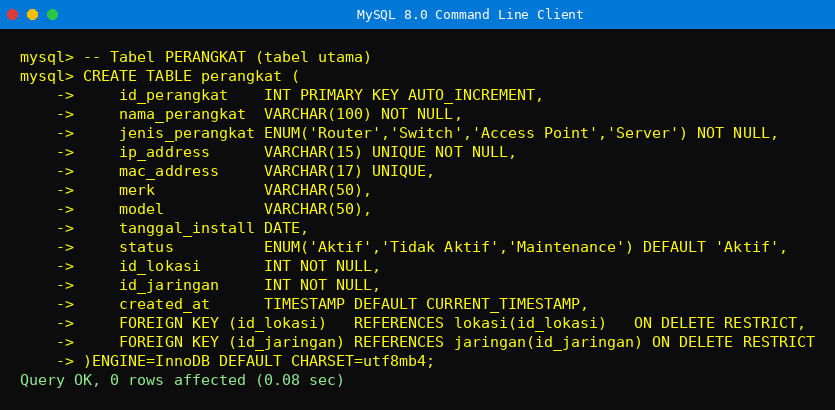 MySQL 8.0 Command Line Client
mysql> -- Tabel PERANGKAT (tabel utama)
mysql> CREATE TABLE perangkat (
    ->     id_perangkat    INT PRIMARY KEY AUTO_INCREMENT,
    ->     nama_perangkat  VARCHAR(100) NOT NULL,
    ->     jenis_perangkat ENUM('Router','Switch','Access Point','Server') NOT NULL,
    ->     ip_address      VARCHAR(15) UNIQUE NOT NULL,
    ->     mac_address     VARCHAR(17) UNIQUE,
    ->     merk            VARCHAR(50),
    ->     model           VARCHAR(50),
    ->     tanggal_install DATE,
    ->     status          ENUM('Aktif','Tidak Aktif','Maintenance') DEFAULT 'Aktif',
    ->     id_lokasi       INT NOT NULL,
    ->     id_jaringan     INT NOT NULL,
    ->     created_at      TIMESTAMP DEFAULT CURRENT_TIMESTAMP,
    ->     FOREIGN KEY (id_lokasi)   REFERENCES lokasi(id_lokasi)   ON DELETE RESTRICT,
    ->     FOREIGN KEY (id_jaringan) REFERENCES jaringan(id_jaringan) ON DELETE RESTRICT
    -> )ENGINE=InnoDB DEFAULT CHARSET=utf8mb4;
Query OK, 0 rows affected (0.08 sec)